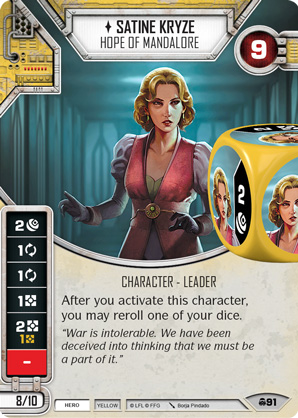 SATINE KRYZE
HOPE OF MANDALORE
9
2
2
1
1
1
2
1
-
8/10
CHARACTER - LEADER
After you activate this character,
you may reroll one of your dice.
“War is intolerable. We have been
deceived into thinking that we must be
a part of it.”
HERO
YELLOW
© LFL © FFG
Borja Pindado
91